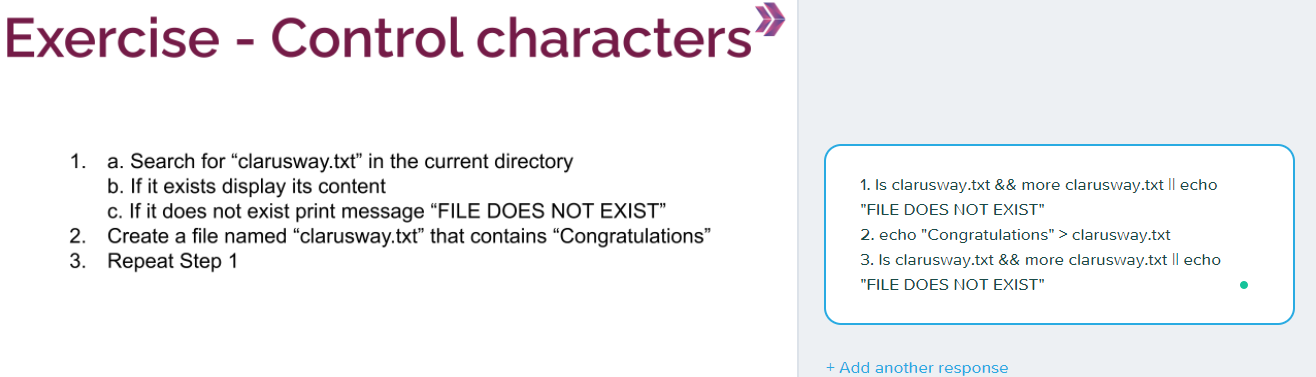 Exercise - Control characters
1. a. Search for “clarusway.txt” in the current directory
b. If it exists display its content
c. If it does not exist print message “FILE DOES NOT EXIST”
2. Create a file named “clarusway.txt” that contains “Congratulations”
3. Repeat Step 1
1. ls clarusway.txt && more clarusway.txt || echo
"FILE DOES NOT EXIST"
2. echo "Congratulations" > clarusway.txt
3. ls clarusway.txt && more clarusway.txt || echo
"FILE DOES NOT EXIST"
+ Add another response